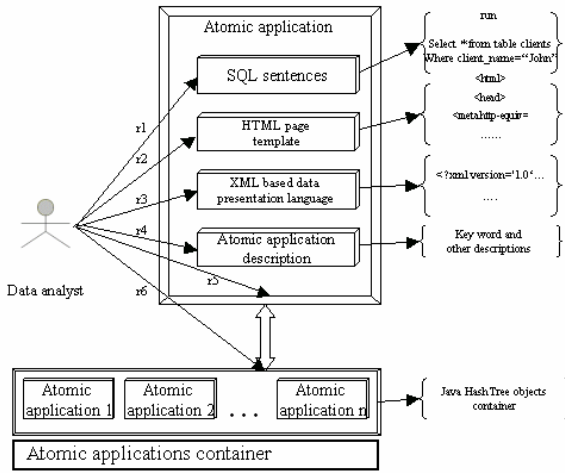 Atomic application
SQL sentences
HTML page
template
XML based data
presentation language
Atomic application
description
run
Select *from table clients
Where client_name="John"
<html>
<head>
<metahttp-equiv=
......
<?xml version='1.0'...
....
Key word and
other descriptions
r1
r2
r3
r4
r5
r6
Data analyst
Atomic
application 1
Atomic
application 2
. . .
Atomic
application n
Java HashTree objects
container
Atomic applications container